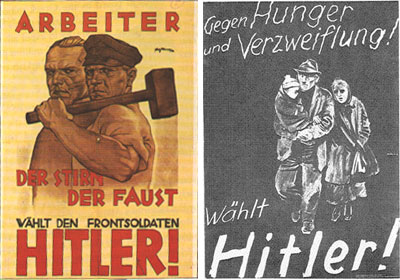 ARBEITER
DER STIRN
DER FAUST
WÄHLT DEN FRONTSOLDATEN
HITLER!
Gegen Hunger
und Verzweiflung!
Wählt
Hitler!